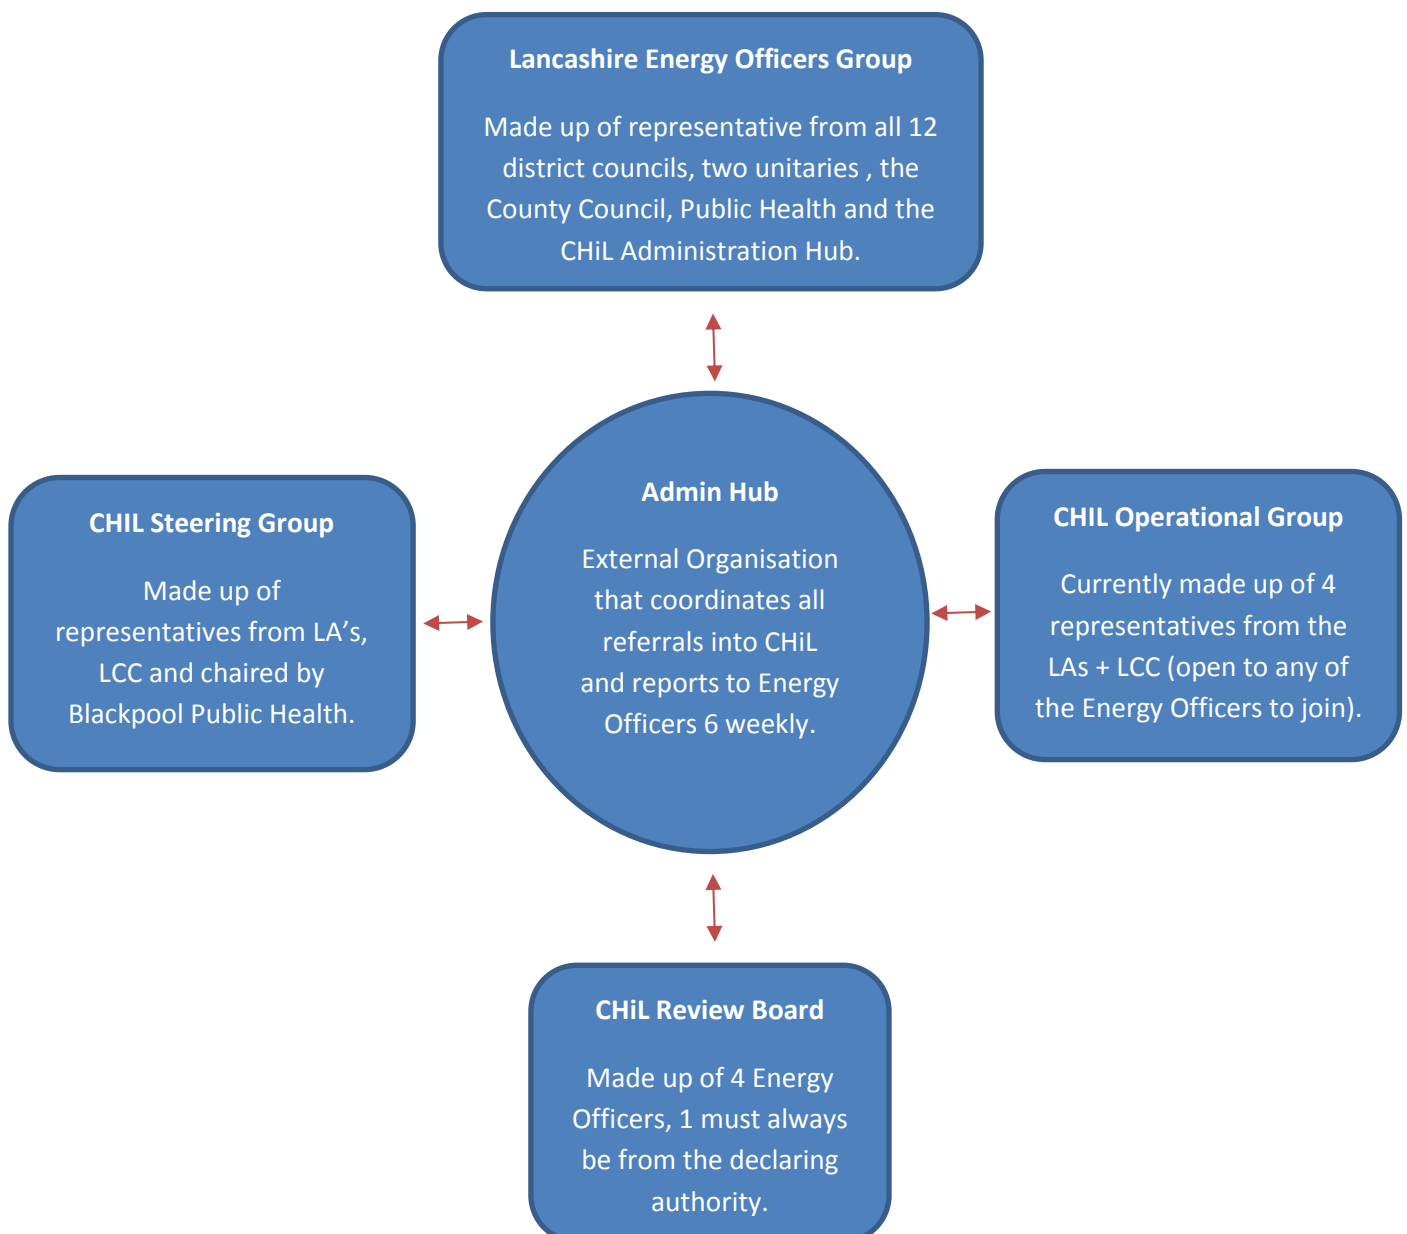 Lancashire Energy Officers Group
Made up of representative from all 12
district councils, two unitaries , the
County Council, Public Health and the
CHiL Administration Hub.
CHIL Steering Group
Made up of
representatives from LA’s,
LCC and chaired by
Blackpool Public Health.
Admin Hub
External Organisation
that coordinates all
referrals into CHiL
and reports to Energy
Officers 6 weekly.
CHIL Operational Group
Currently made up of 4
representatives from the
LAs + LCC (open to any of
the Energy Officers to join).
CHiL Review Board
Made up of 4 Energy
Officers, 1 must always
be from the declaring
authority.